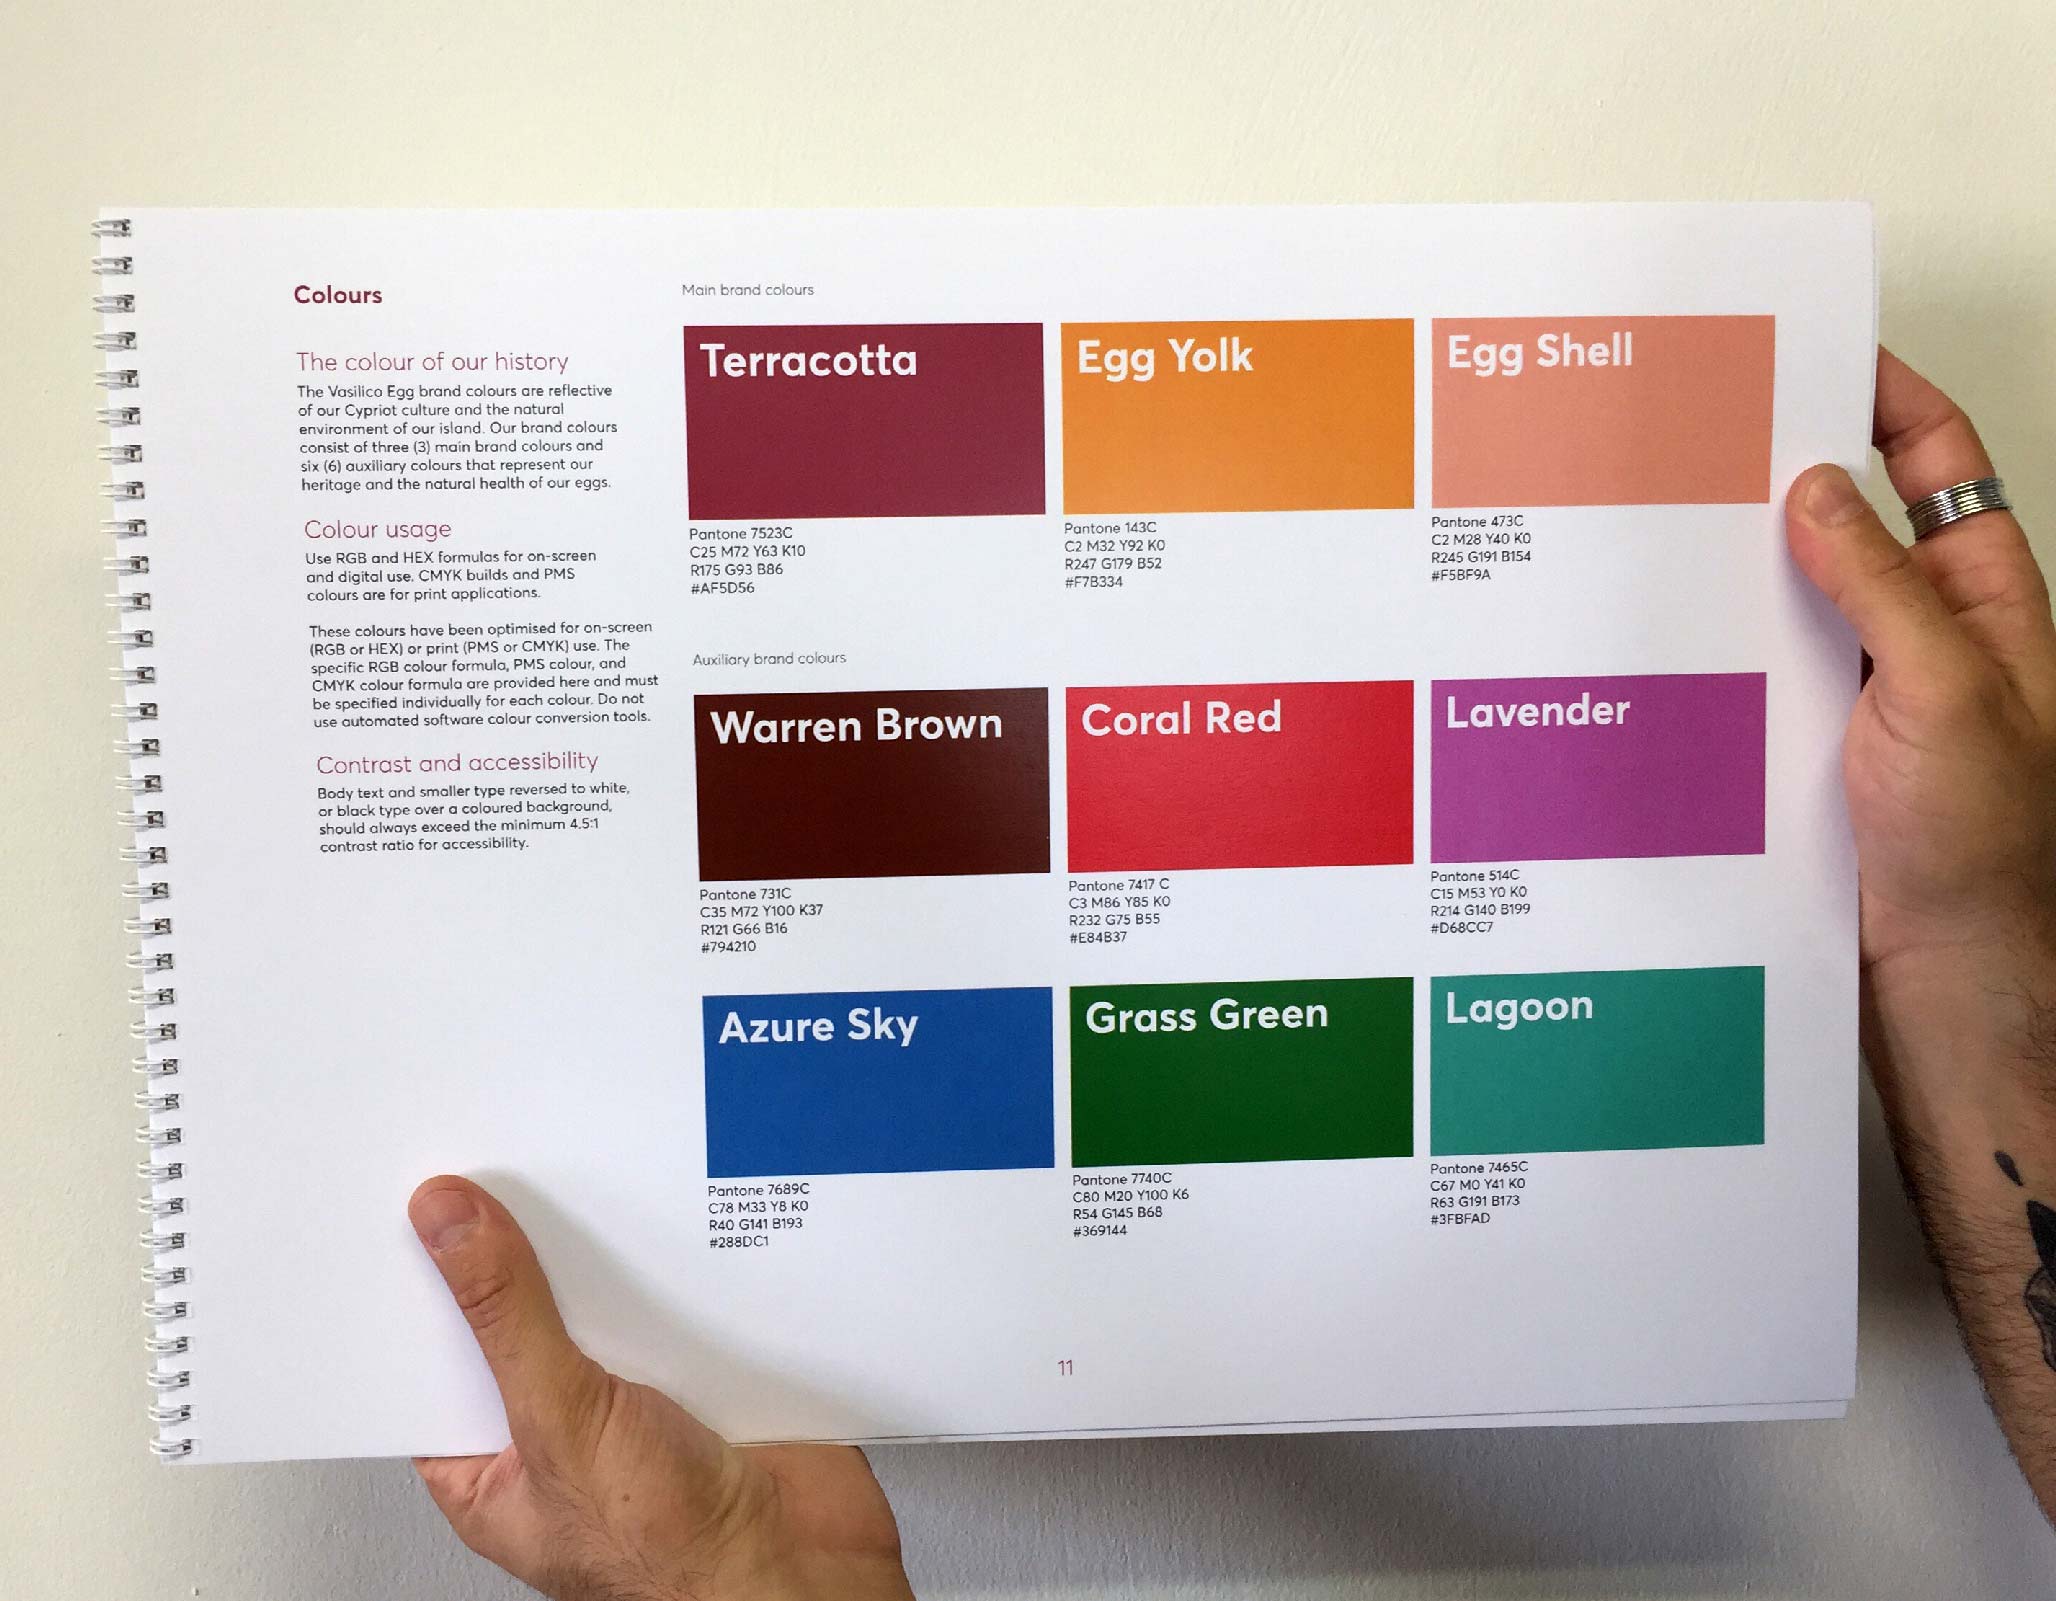 Colours
The colour of our history
The Vasilico Egg brand colours are reflective
of our Cypriot culture and the natural
environment of our island. Our brand colours
consist of three (3) main brand colours and
six (6) auxiliary colours that represent our
heritage and the natural health of our eggs.
Colour usage
Use RGB and HEX formulas for on-screen
and digital use. CMYK builds and PMS
colours are for print applications.
These colours have been optimised for on-screen
(RGB or HEX) or print (PMS or CMYK) use. The
specific RGB colour formula, PMS colour, and
CMYK colour formula are provided here and must
be specified individually for each colour. Do not
use automated software colour conversion tools.
Contrast and accessibility
Body text and smaller type reversed to white,
or black type over a coloured background,
should always exceed the minimum 4.5:1
contrast ratio for accessibility.
Main brand colours
Terracotta
Pantone 7523C
C25 M72 Y63 K10
R175 G93 B86
#AF5D56
Egg Yolk
Pantone 143C
C2 M32 Y92 K0
R247 G179 B52
#F7B334
Egg Shell
Pantone 473C
C2 M28 Y40 K0
R245 G191 B154
#F5BF9A
Auxiliary brand colours
Warren Brown
Pantone 731C
C35 M72 Y100 K37
R121 G66 B16
#794210
Coral Red
Pantone 7417 C
C3 M86 Y85 K0
R232 G75 B55
#E84B37
Lavender
Pantone 514C
C15 M53 Y0 K0
R214 G140 B199
#D68CC7
Azure Sky
Pantone 7689C
C78 M33 Y8 K0
R40 G141 B193
#288DC1
Grass Green
Pantone 7740C
C80 M20 Y100 K6
R54 G145 B68
#369144
Lagoon
Pantone 7465C
C67 M0 Y41 K0
R63 G191 B173
#3FBFAD
11